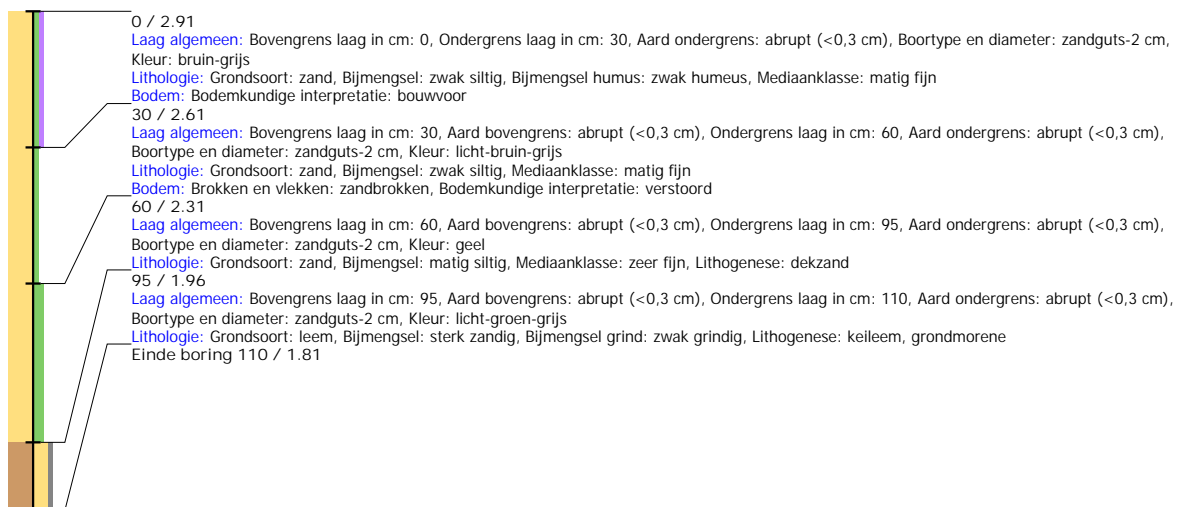 0 / 2.91
Laag algemeen: Bovengrens laag in cm: 0, Ondergrens laag in cm: 30, Aard ondergrens: abrupt (<0,3 cm), Boortype en diameter: zandguts-2 cm,
Kleur: bruin-grijs
Lithologie: Grondsoort: zand, Bijmengsel: zwak siltig, Bijmengsel humus: zwak humeus, Mediaanklasse: matig fijn
Bodem: Bodemkundige interpretatie: bouwvoor
30 / 2.61
Laag algemeen: Bovengrens laag in cm: 30, Aard bovengrens: abrupt (<0,3 cm), Ondergrens laag in cm: 60, Aard ondergrens: abrupt (<0,3 cm),
Boortype en diameter: zandguts-2 cm, Kleur: licht-bruin-grijs
Lithologie: Grondsoort: zand, Bijmengsel: zwak siltig, Mediaanklasse: matig fijn
Bodem: Brokken en vlekken: zandbrokken, Bodemkundige interpretatie: verstoord
60 / 2.31
Laag algemeen: Bovengrens laag in cm: 60, Aard bovengrens: abrupt (<0,3 cm), Ondergrens laag in cm: 95, Aard ondergrens: abrupt (<0,3 cm),
Boortype en diameter: zandguts-2 cm, Kleur: geel
Lithologie: Grondsoort: zand, Bijmengsel: matig siltig, Mediaanklasse: zeer fijn, Lithogenese: dekzand
95 / 1.96
Laag algemeen: Bovengrens laag in cm: 95, Aard bovengrens: abrupt (<0,3 cm), Ondergrens laag in cm: 110, Aard ondergrens: abrupt (<0,3 cm),
Boortype en diameter: zandguts-2 cm, Kleur: licht-groen-grijs
Lithologie: Grondsoort: leem, Bijmengsel: sterk zandig, Bijmengsel grind: zwak grindig, Lithogenese: keileem, grondmorene
Einde boring 110 / 1.81